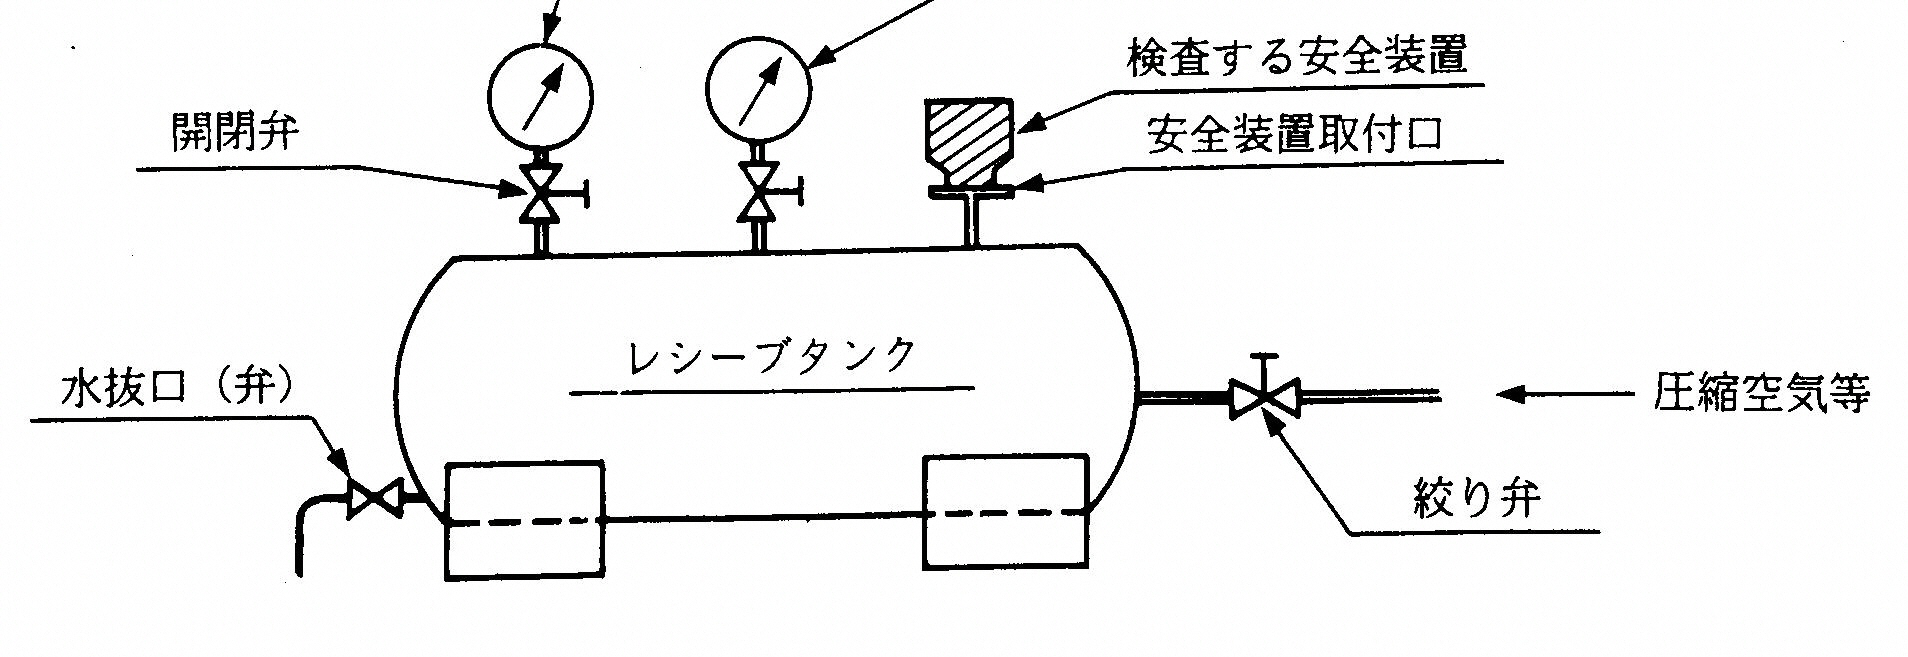 検査する安全装置
開閉弁
安全装置取付口
レシーブタンク
水抜口（弁）
圧縮空気等
絞り弁